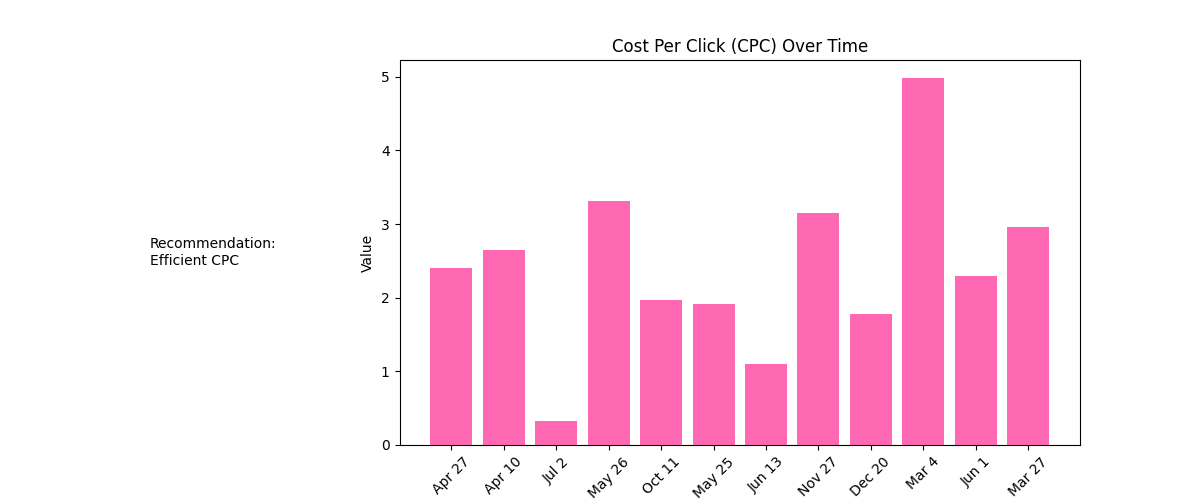 Cost Per Click (CPC) Over Time
Recommendation:
Efficient CPC
Value
5
4
3
2
1
0
Apr 27
Apr 10
Jul 2
May 26
Oct 11
May 25
Jun 13
Nov 27
Dec 20
Mar 4
Jun 1
Mar 27